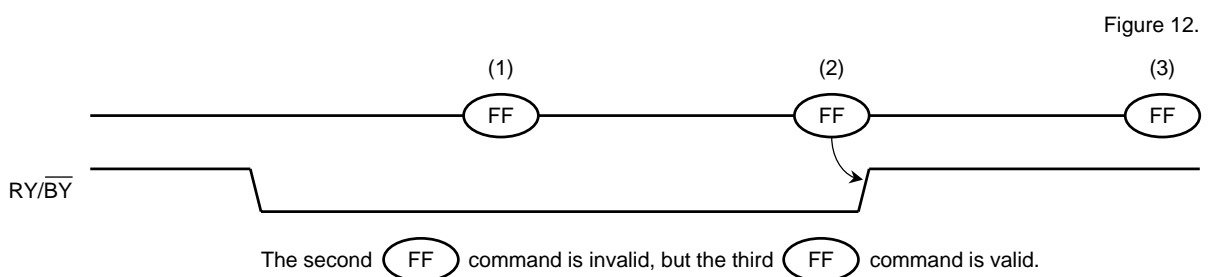 Figure 12.
(1) (2) (3)
FF FF FF
RY/B̅Y̅
The second FF command is invalid, but the third FF command is valid.